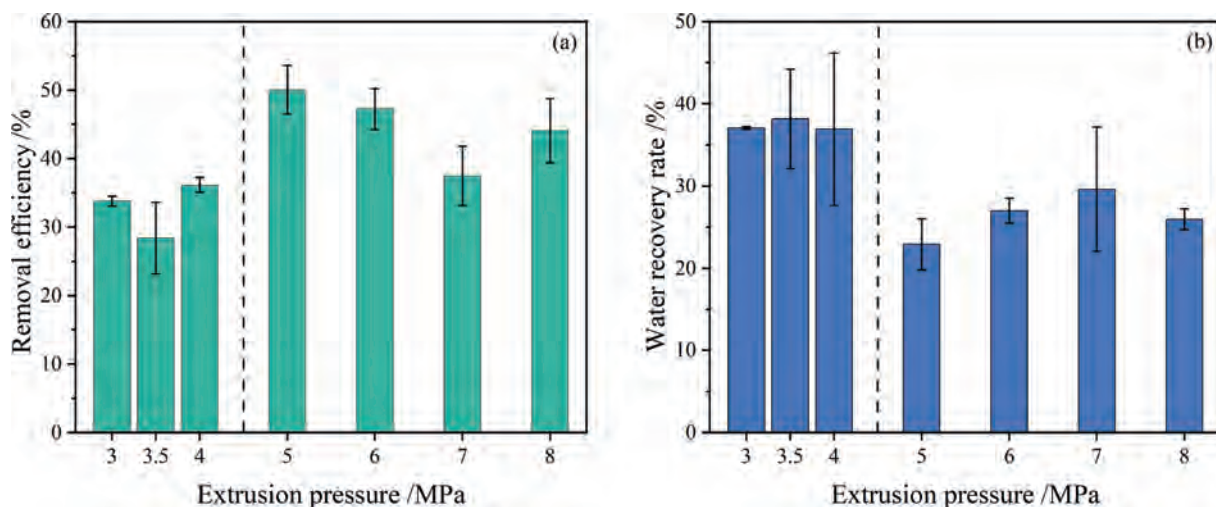 (a)
Removal efficiency /%
60
50
40
30
20
10
0
3 3.5 4 5 6 7 8
Extrusion pressure /MPa
(b)
Water recovery rate /%
50
40
30
20
10
0
3 3.5 4 5 6 7 8
Extrusion pressure /MPa